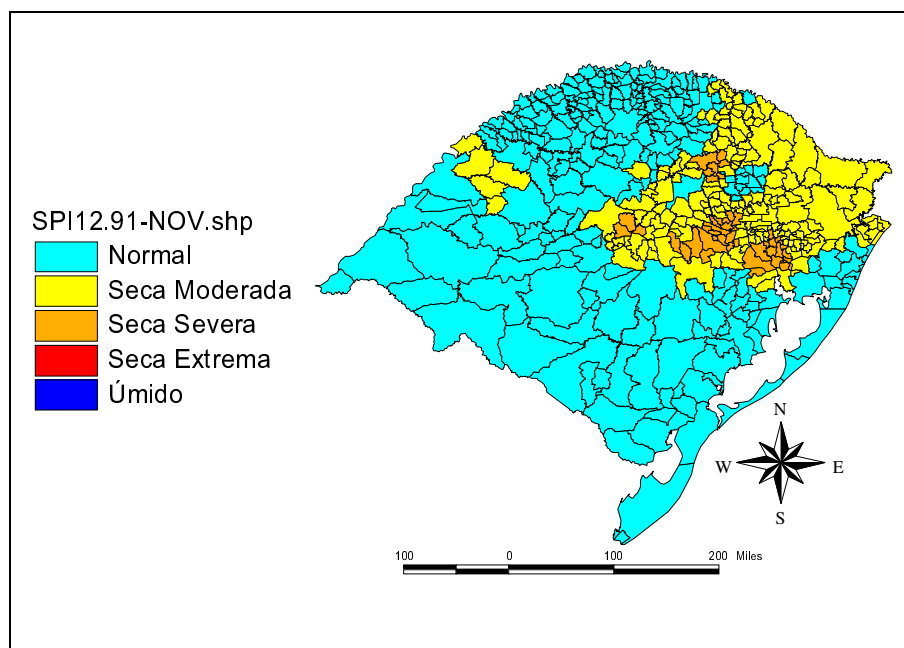 SPI12.91-NOV.shp
Normal
Seca Moderada
Seca Severa
Seca Extrema
Úmido
N
W E
S
100 0 100 200 Miles